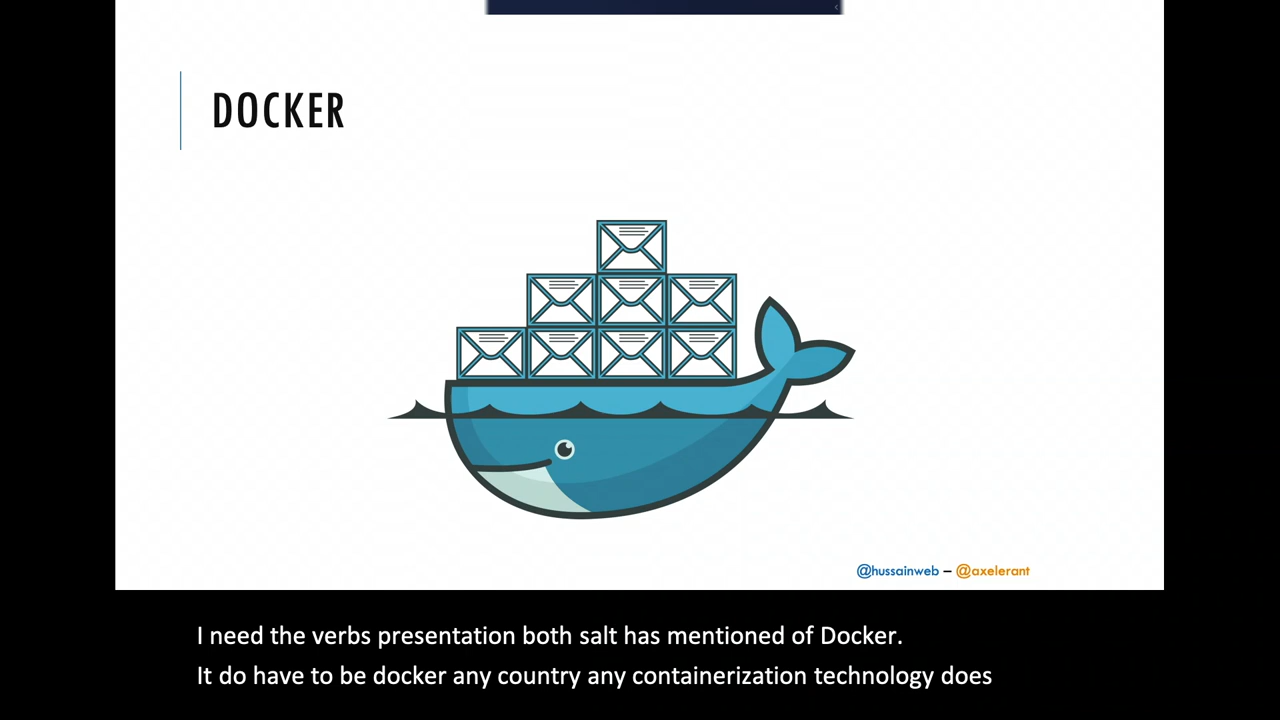 DOCKER
@hussainweb – @axelerant
I need the verbs presentation both salt has mentioned of Docker.
It do have to be docker any country any containerization technology does